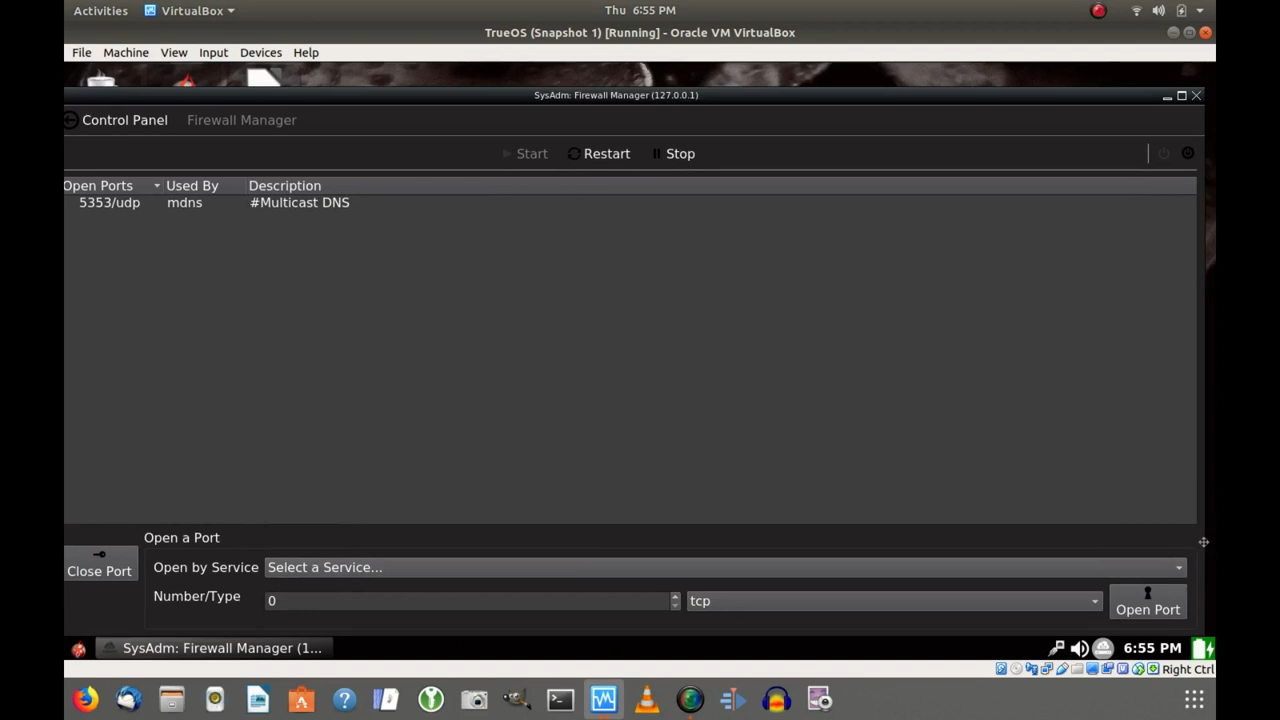 Activities VirtualBox Thu 6:55 PM
TrueOS (Snapshot 1) [Running] - Oracle VM VirtualBox
File Machine View Input Devices Help
SysAdm: Firewall Manager (127.0.0.1)
Control Panel Firewall Manager
Start Restart Stop
Open Ports Used By Description
5353/udp mdns #Multicast DNS
Open a Port
Close Port
Open by Service Select a Service...
Number/Type 0 tcp
Open Port
SysAdm: Firewall Manager (1... 6:55 PM
Right Ctrl